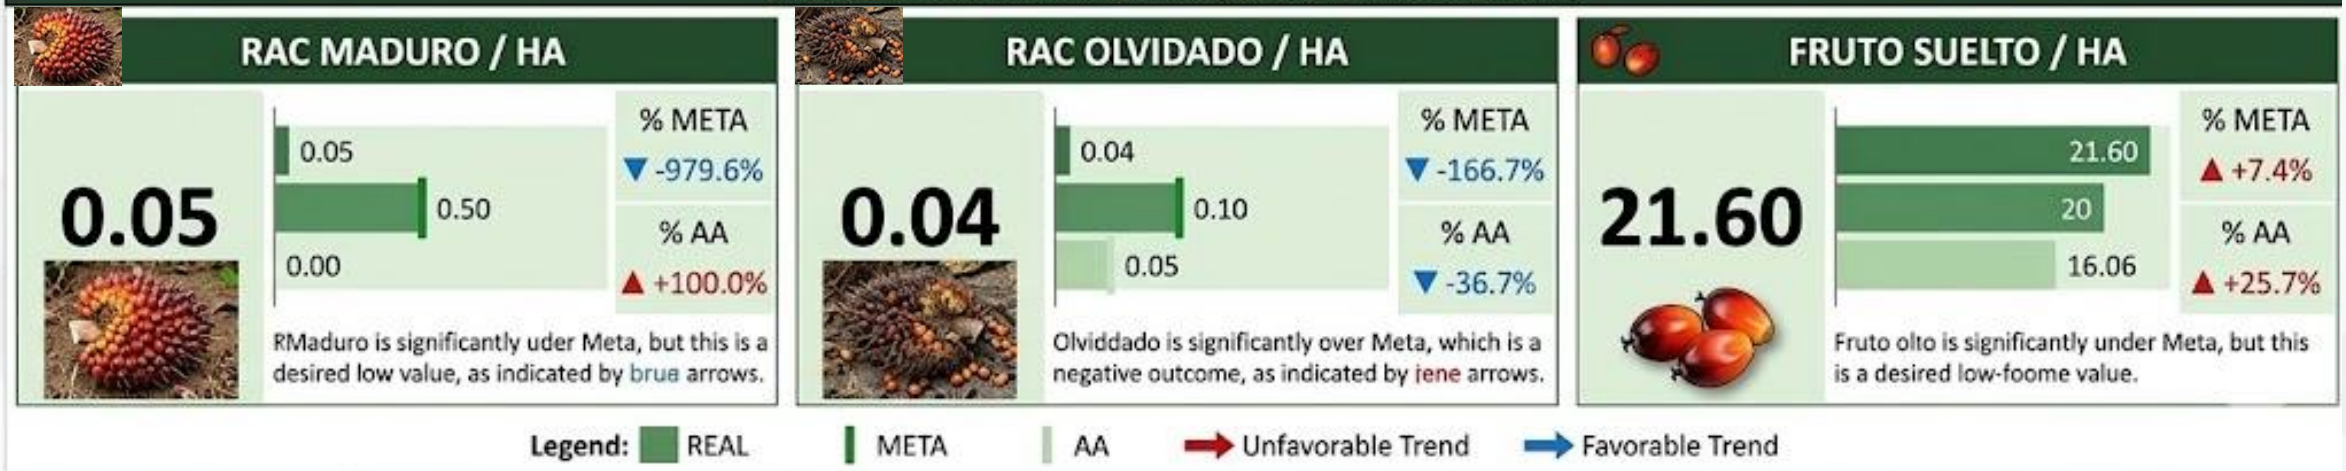 RAC MADURO / HA
0.05
0.05
0.50
0.00
% META
▼ -979.6%
% AA
▲ +100.0%
RMaduro is significantly uder Meta, but this is a
desired low value, as indicated by brue arrows.
RAC OLVIDADO / HA
0.04
0.04
0.10
0.05
% META
▼ -166.7%
% AA
▼ -36.7%
Olviddado is significantly over Meta, which is a
negative outcome, as indicated by jene arrows.
FRUTO SUELTO / HA
21.60
21.60
20
16.06
% META
▲ +7.4%
% AA
▲ +25.7%
Fruto olto is significantly under Meta, but this
is a desired low-foome value.
Legend: REAL META AA Unfavorable Trend Favorable Trend